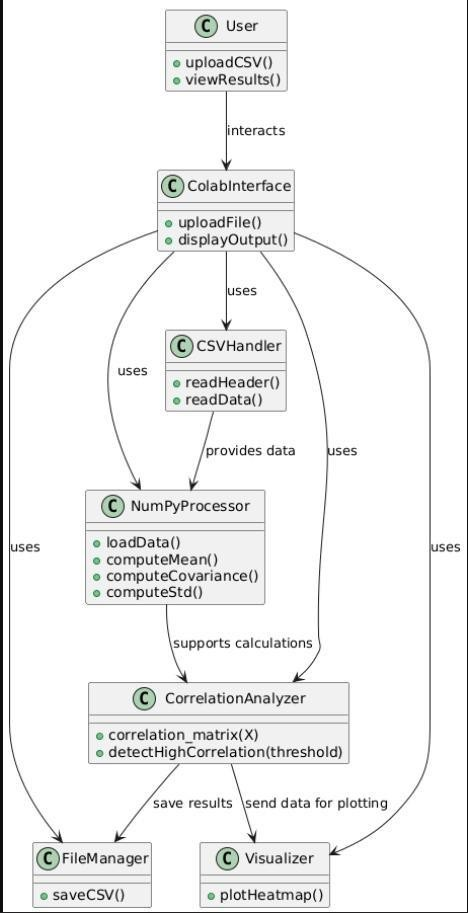 C User
uploadCSV()
viewResults()
interacts
C ColabInterface
uploadFile()
displayOutput()
uses
C CSVHandler
readHeader()
readData()
uses
provides data
uses
C NumPyProcessor
loadData()
computeMean()
computeCovariance()
computeStd()
uses
uses
supports calculations
C CorrelationAnalyzer
correlation_matrix(X)
detectHighCorrelation(threshold)
save results
send data for plotting
C FileManager
saveCSV()
C Visualizer
plotHeatmap()